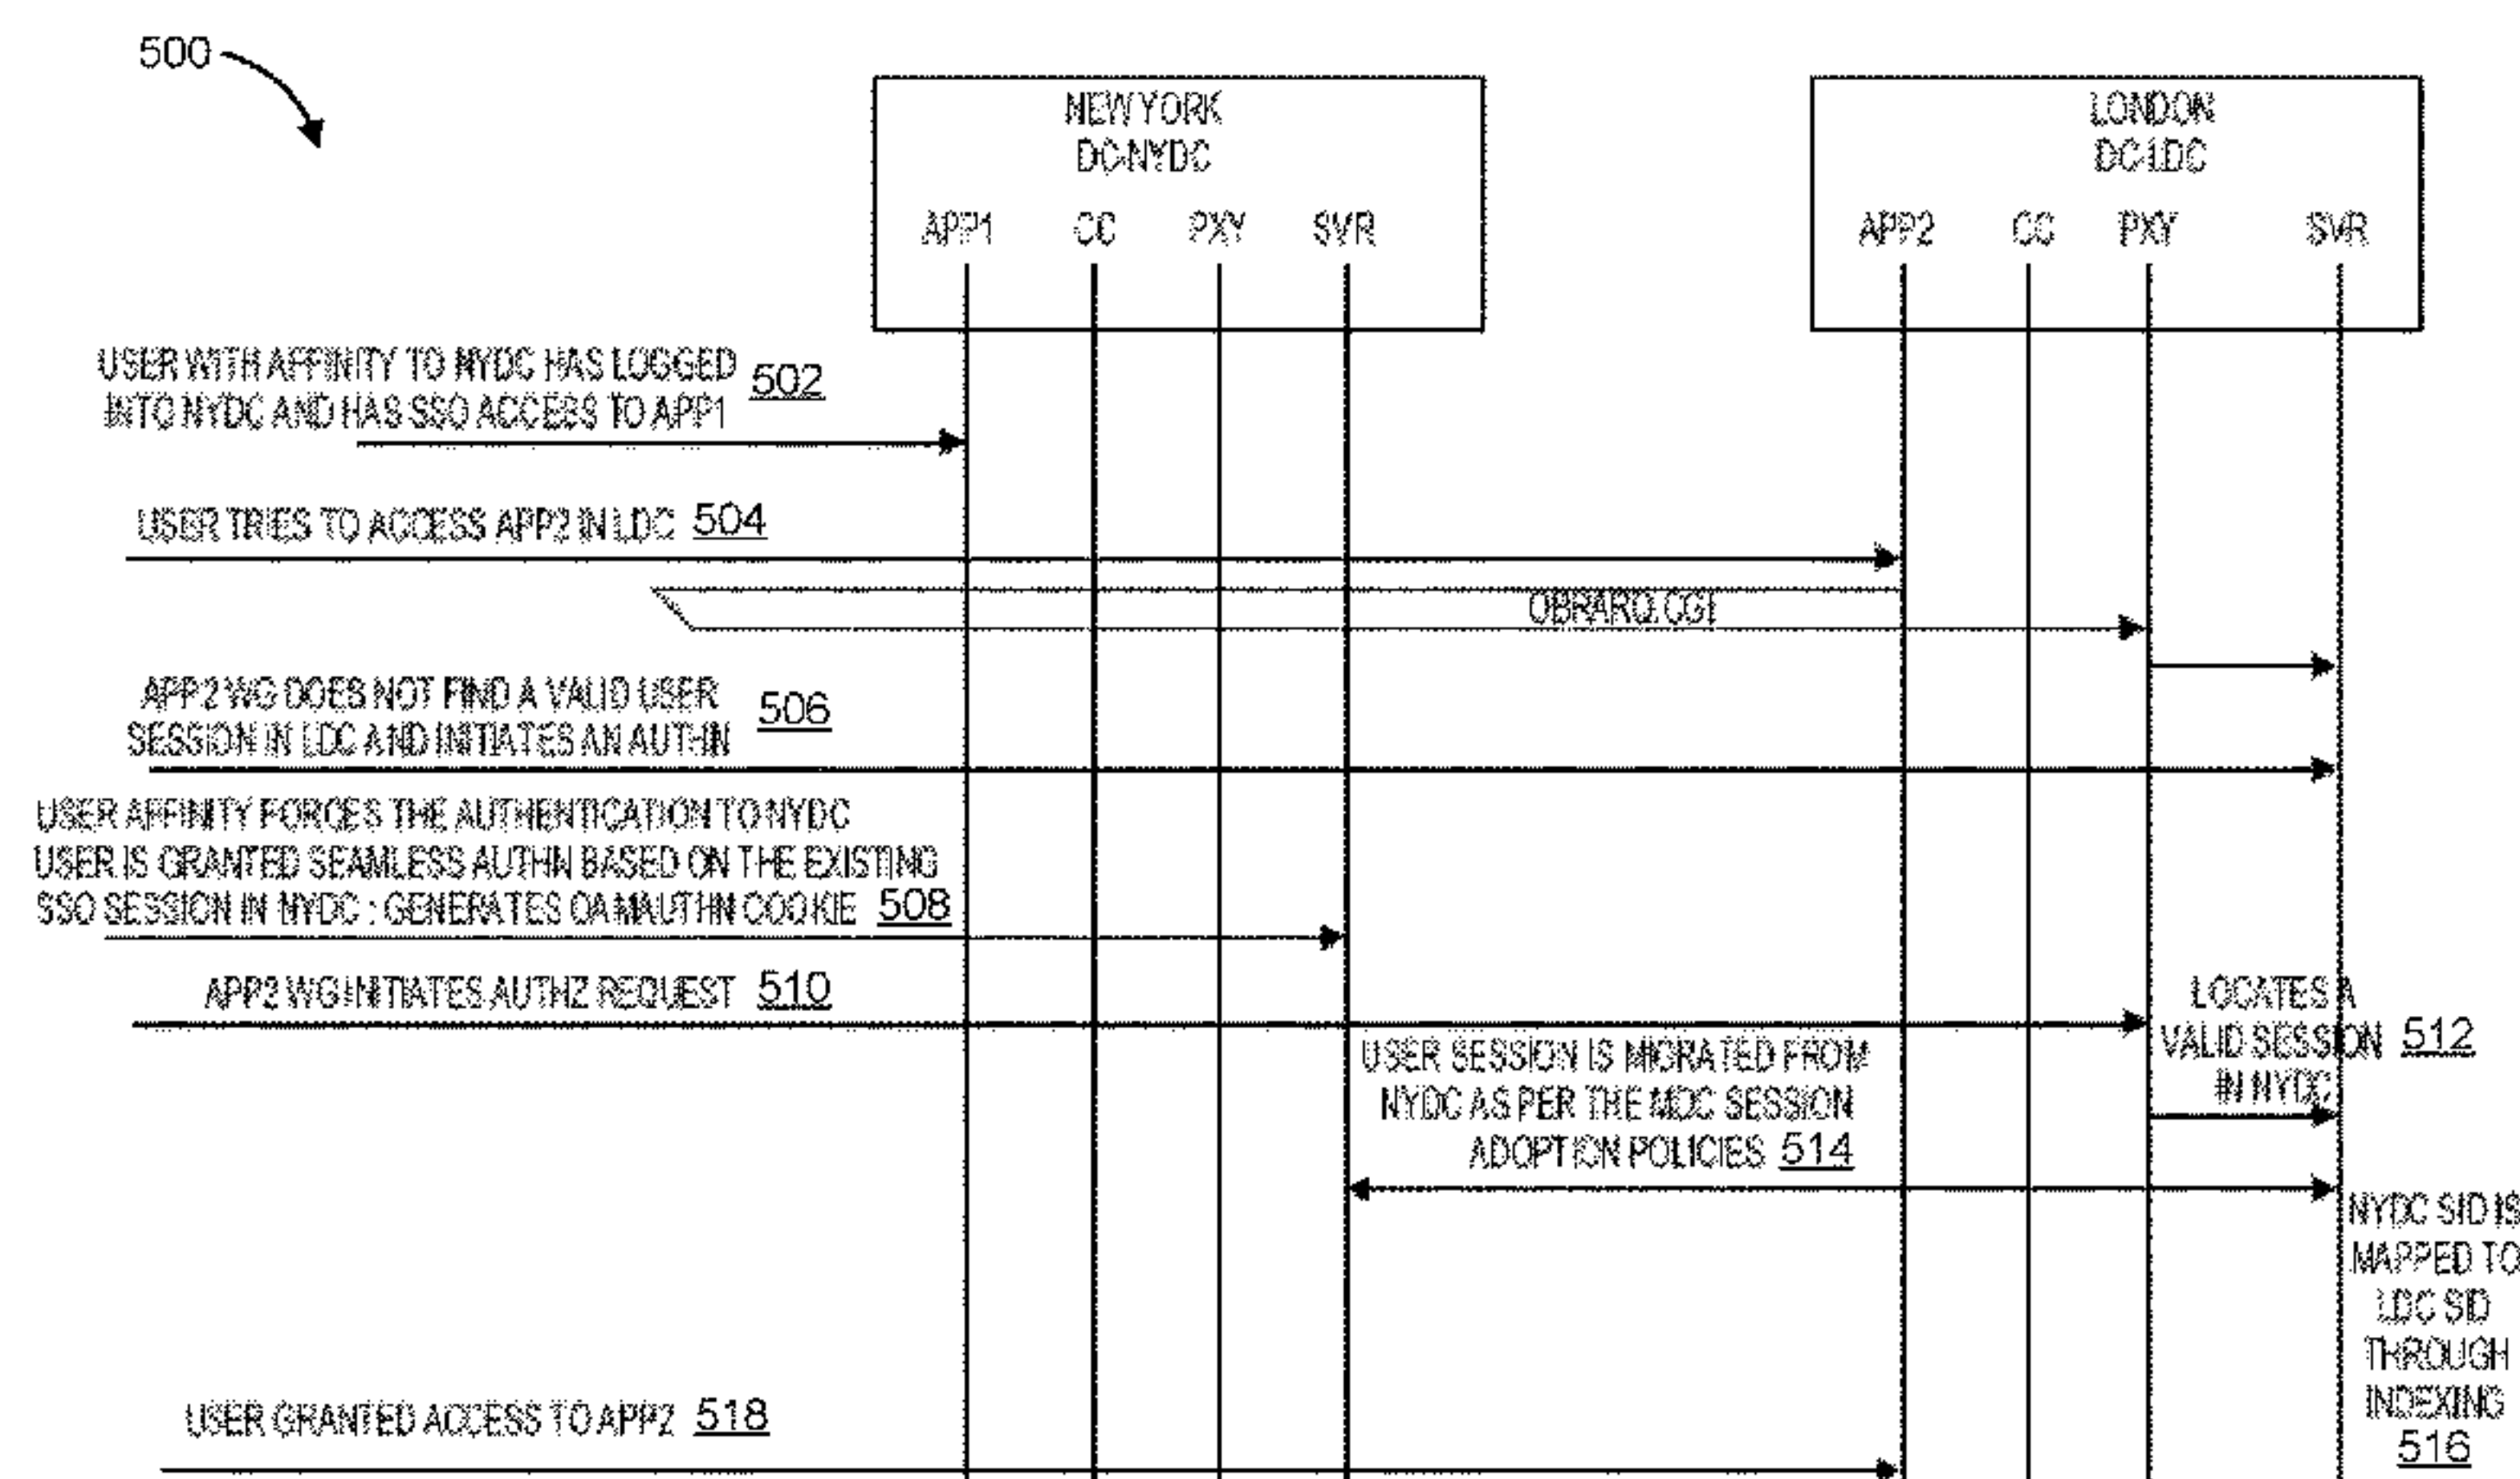 500
NEW YORK
DC-NYDC
APP1 CC PXY SVR
LONDON
DC-LDC
APP2 CC PXY SVR
USER WITH AFFINITY TO NYDC HAS LOGGED
INTO NYDC AND HAS SSO ACCESS TO APP1 502
USER TRIES TO ACCESS APP2 IN LDC 504
OBRARQ.CGI
APP2 WG DOES NOT FIND A VALID USER
SESSION IN LDC AND INITIATES AN AUTHN 506
USER AFFINITY FORCES THE AUTHENTICATION TO NYDC
USER IS GRANTED SEAMLESS AUTHN BASED ON THE EXISTING
SSO SESSION IN NYDC : GENERATES OAMAUTHN COOKIE 508
APP2 WG INITIATES AUTHZ REQUEST 510
LOCATES A
VALID SESSION 512
IN NYDC
USER SESSION IS MIGRATED FROM
NYDC AS PER THE MDC SESSION
ADOPTION POLICIES 514
NYDC SID IS
MAPPED TO
LDC SID
THROUGH
INDEXING
516
USER GRANTED ACCESS TO APP2 518